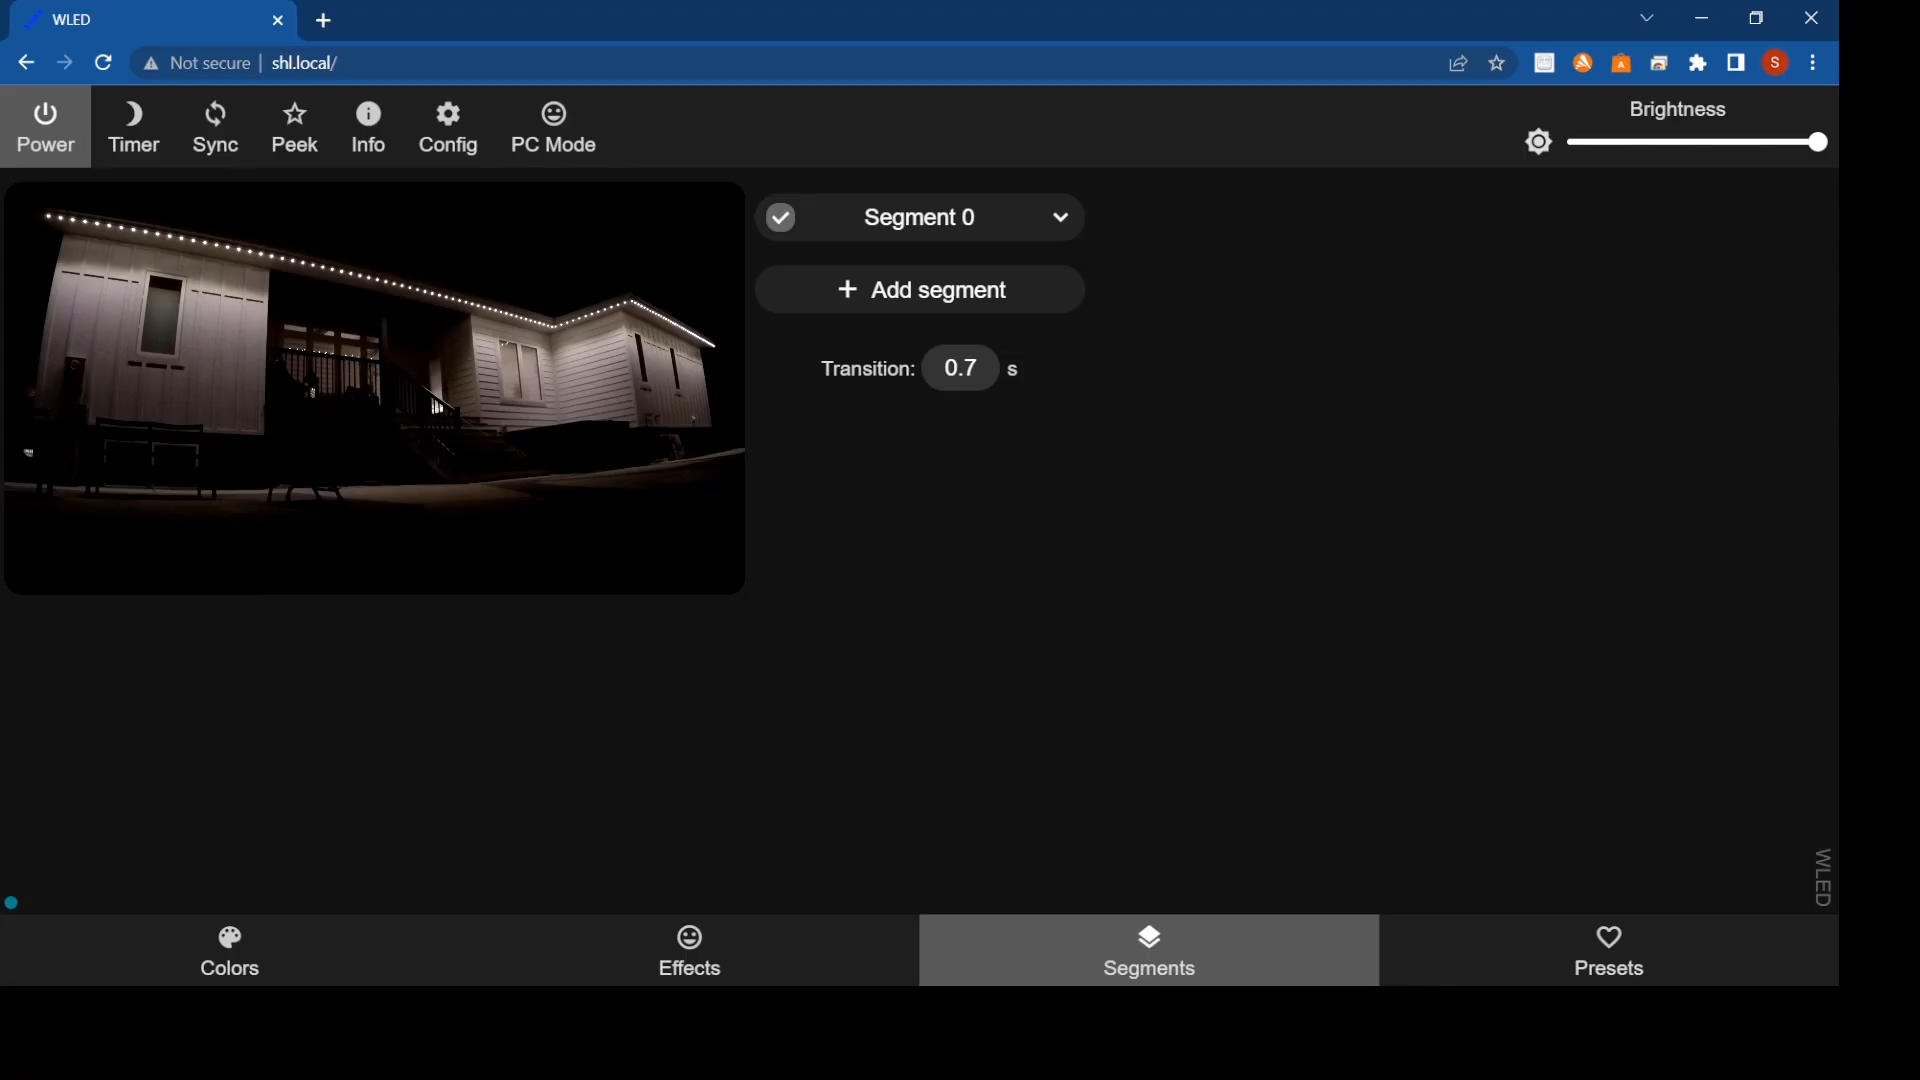 WLED
Not secure | shl.local/
S
Power
Timer
Sync
Peek
Info
Config
PC Mode
Brightness
Segment 0
+ Add segment
Transition: 0.7 s
WLED
Colors
Effects
Segments
Presets